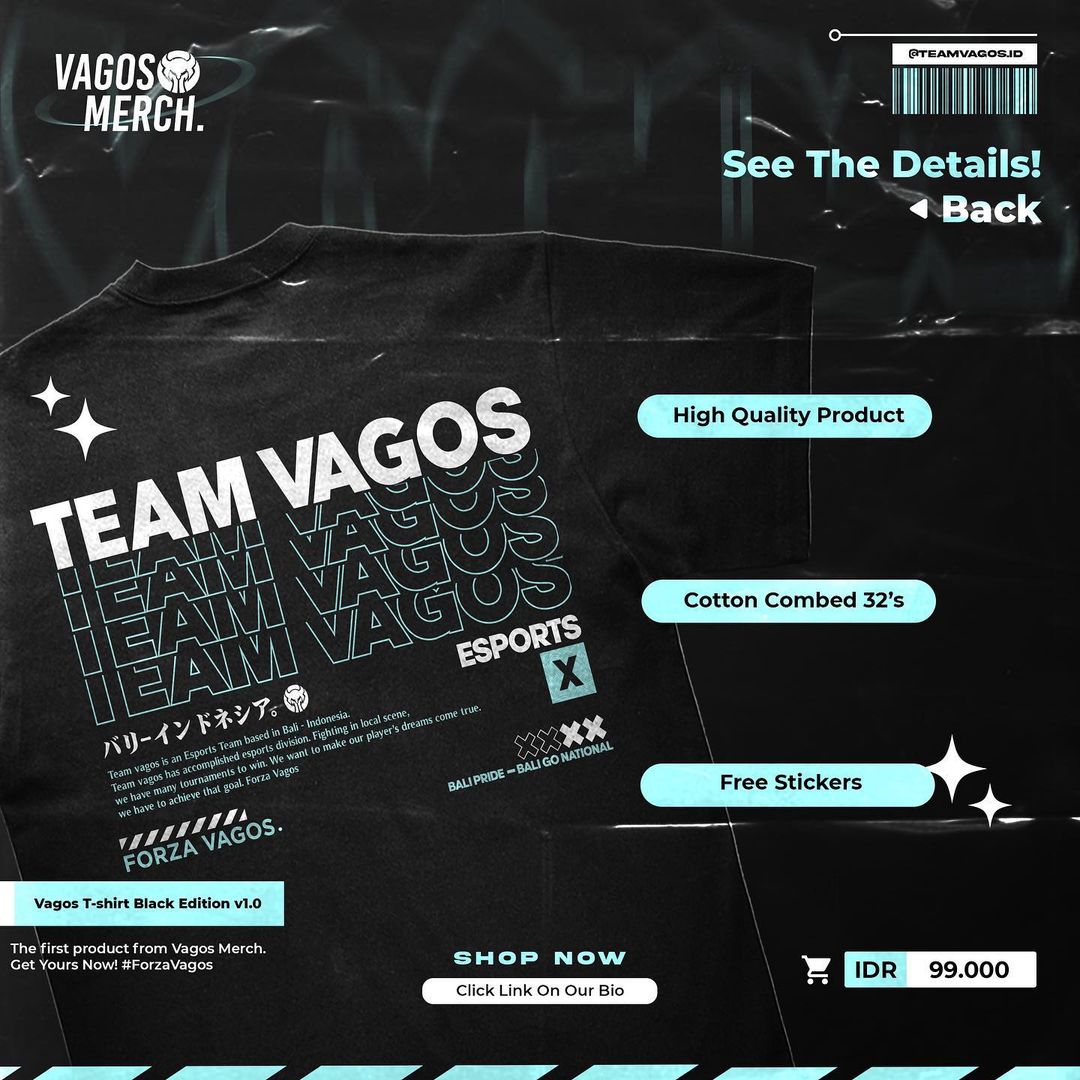 VAGOS
MERCH.
@TEAMVAGOS.ID
See The Details!
Back
TEAM VAGOS
TEAM VAGOS
TEAM VAGOS
TEAM VAGOS
TEAM VAGOS
ESPORTS
X
バリーインドネシア。
Team vagos is an Esports Team based in Bali - Indonesia.
Team vagos has accomplished esports division. Fighting in local scene,
we have many tournaments to win. We want to make our player's dreams come true.
we have to achieve that goal. Forza Vagos
XXXX
BALI PRIDE - BALI GO NATIONAL
FORZA VAGOS.
High Quality Product
Cotton Combed 32's
Free Stickers
Vagos T-shirt Black Edition v1.0
The first product from Vagos Merch.
Get Yours Now! #ForzaVagos
SHOP NOW
Click Link On Our Bio
IDR 99.000